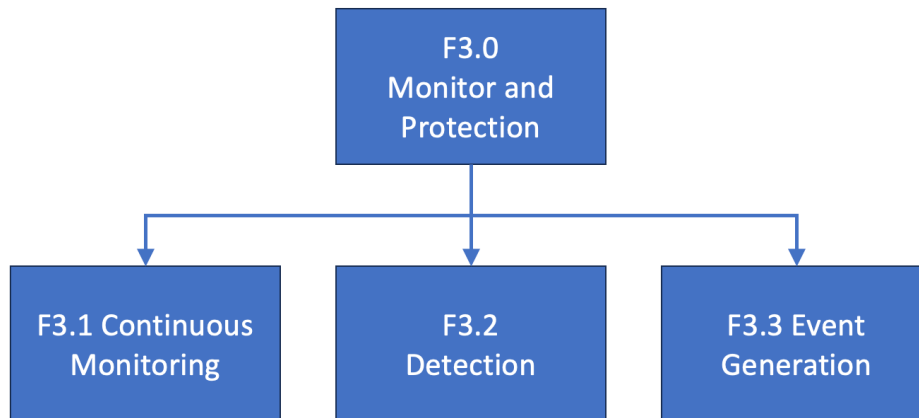 F3.0
Monitor and
Protection
F3.1 Continuous
Monitoring
F3.2
Detection
F3.3 Event
Generation